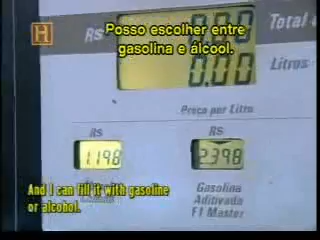 H
R$
Total
Posso escolher entre
gasolina e álcool.
0.00
Litros
Preço por Litro
R$
R$
1.198
2.398
And I can fill it with gasoline
or alcohol.
Gasolina
Aditivada
F1 Master